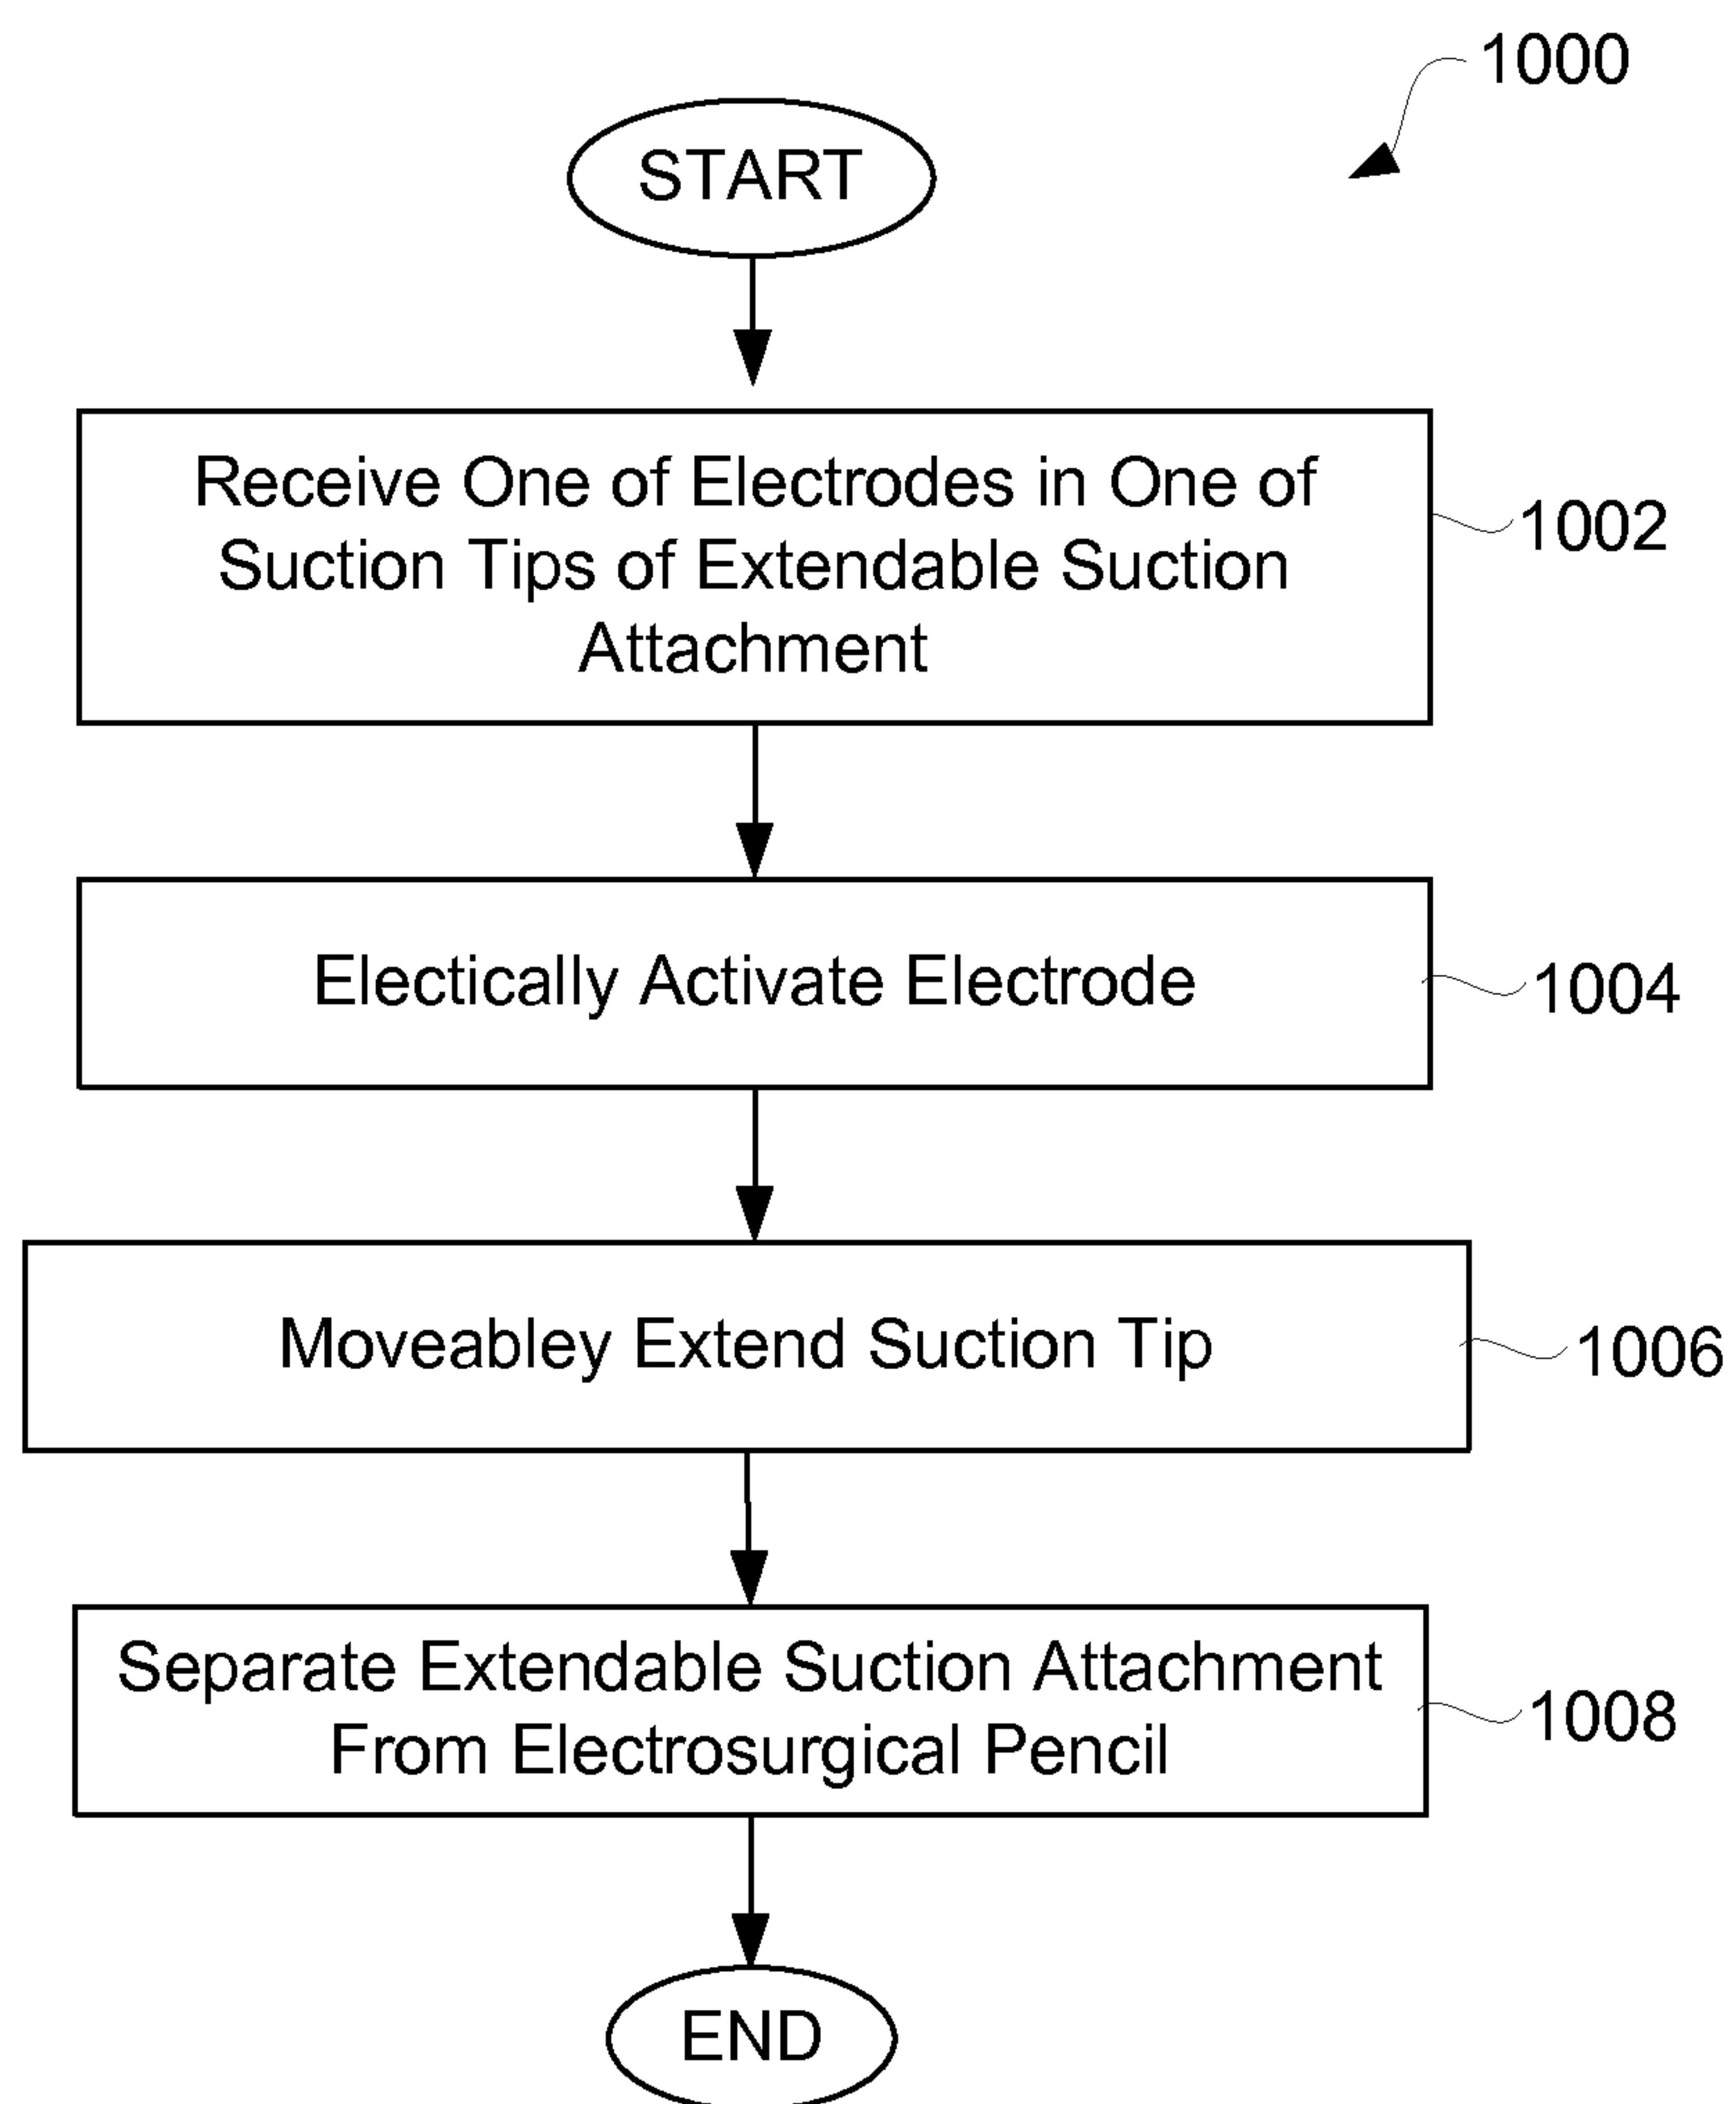 1000
START
Receive One of Electrodes in One of
Suction Tips of Extendable Suction
Attachment
1002
Electically Activate Electrode
1004
Moveabley Extend Suction Tip
1006
Separate Extendable Suction Attachment
From Electrosurgical Pencil
1008
END